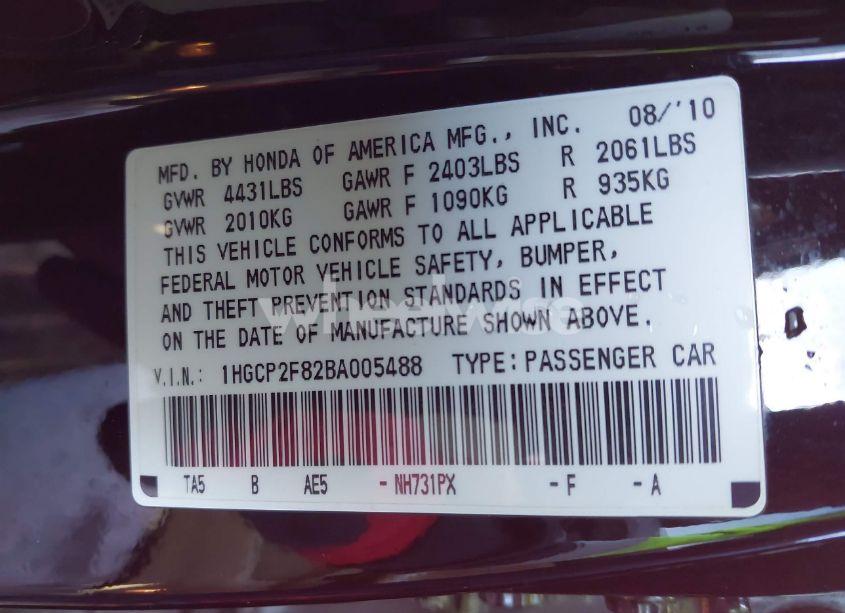 MFD. BY HONDA OF AMERICA MFG., INC. 08/'10
GVWR 4431LBS GAWR F 2403LBS R 2061LBS
GVWR 2010KG GAWR F 1090KG R 935KG
THIS VEHICLE CONFORMS TO ALL APPLICABLE
FEDERAL MOTOR VEHICLE SAFETY, BUMPER,
AND THEFT PREVENTION STANDARDS IN EFFECT
ON THE DATE OF MANUFACTURE SHOWN ABOVE.
wheelwise
V.I.N.: 1HGCP2F82BA005488 TYPE:PASSENGER CAR
TA5 B AE5 -NH731PX -F -A